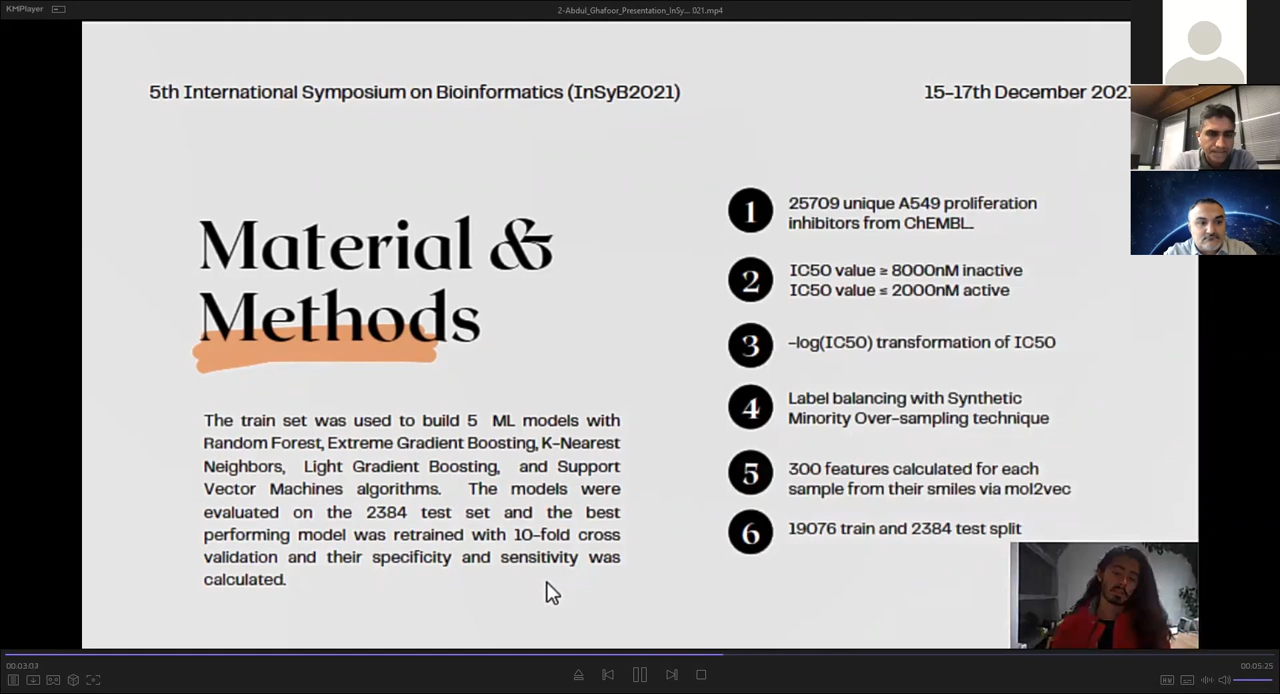 KMPlayer
2-Abdul_Ghafoor_Presentation_InSy... 021.mp4
5th International Symposium on Bioinformatics (InSyB2021)
15-17th December 2021
Material &
Methods
The train set was used to build 5 ML models with
Random Forest, Extreme Gradient Boosting, K-Nearest
Neighbors, Light Gradient Boosting, and Support
Vector Machines algorithms. The models were
evaluated on the 2384 test set and the best
performing model was retrained with 10-fold cross
validation and their specificity and sensitivity was
calculated.
1
25709 unique A549 proliferation
inhibitors from ChEMBL.
2
IC50 value ≥ 8000nM inactive
IC50 value ≤ 2000nM active
3
-log(IC50) transformation of IC50
4
Label balancing with Synthetic
Minority Over-sampling technique
5
300 features calculated for each
sample from their smiles via mol2vec
6
19076 train and 2384 test split
00:03:03
00:05:25